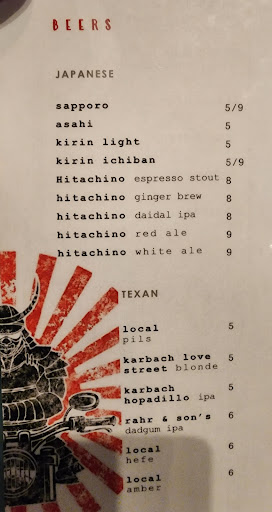 BEERS
JAPANESE
sapporo 5/9
asahi 5
kirin light 5
kirin ichiban 5/9
Hitachino espresso stout 8
hitachino ginger brew 8
hitachino daidal ipa 8
hitachino red ale 9
hitachino white ale 9
TEXAN
local 5
pils
karbach love 5
street blonde
karbach 5
hopadillo ipa
rahr & son's 6
dadgum ipa
local 6
hefe
local 6
amber